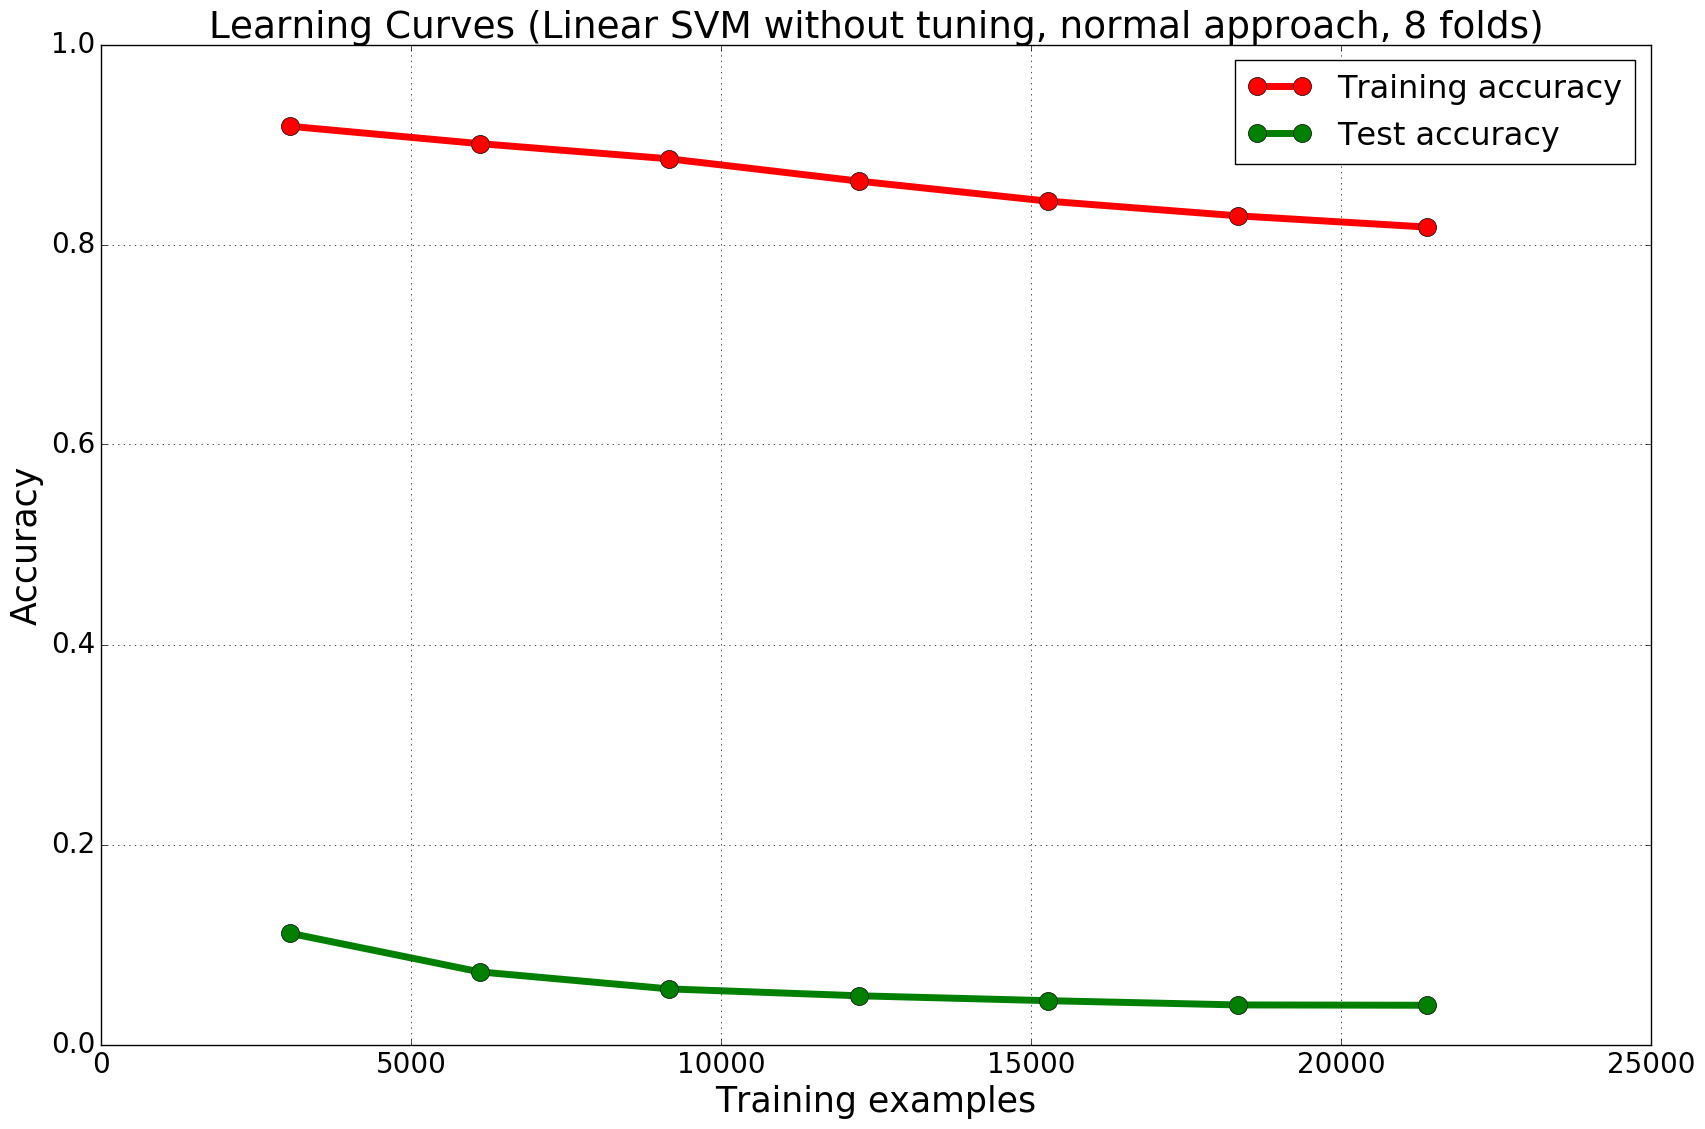 Learning Curves (Linear SVM without tuning, normal approach, 8 folds)
Training accuracy
Test accuracy
1.0
0.8
0.6
0.4
0.2
0.0
Accuracy
0 5000 10000 15000 20000 25000
Training examples